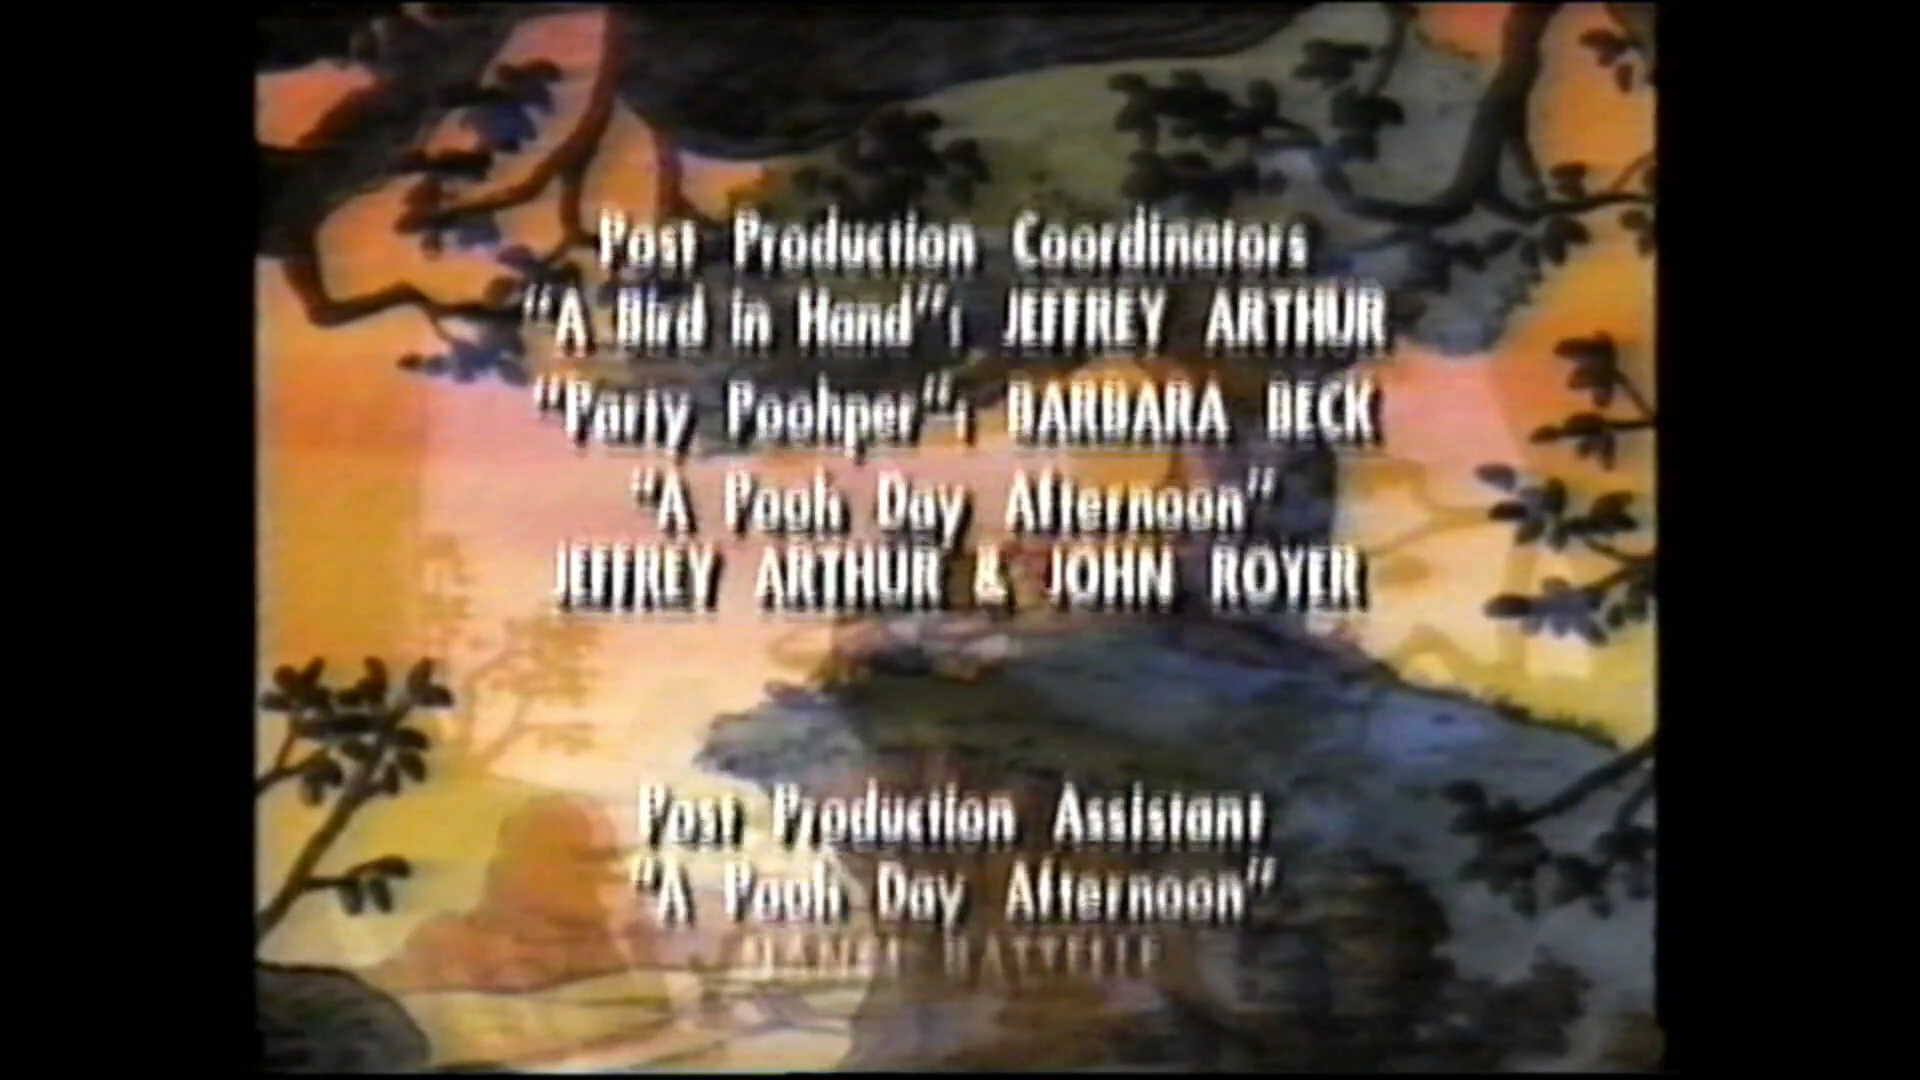 Post Production Coordinators
"A Bird in Hand": JEFFREY ARTHUR
"Party Poohper": BARBARA BECK
"A Pooh Day Afternoon"
JEFFREY ARTHUR & JOHN ROYER
Post Production Assistant
"A Pooh Day Afternoon"